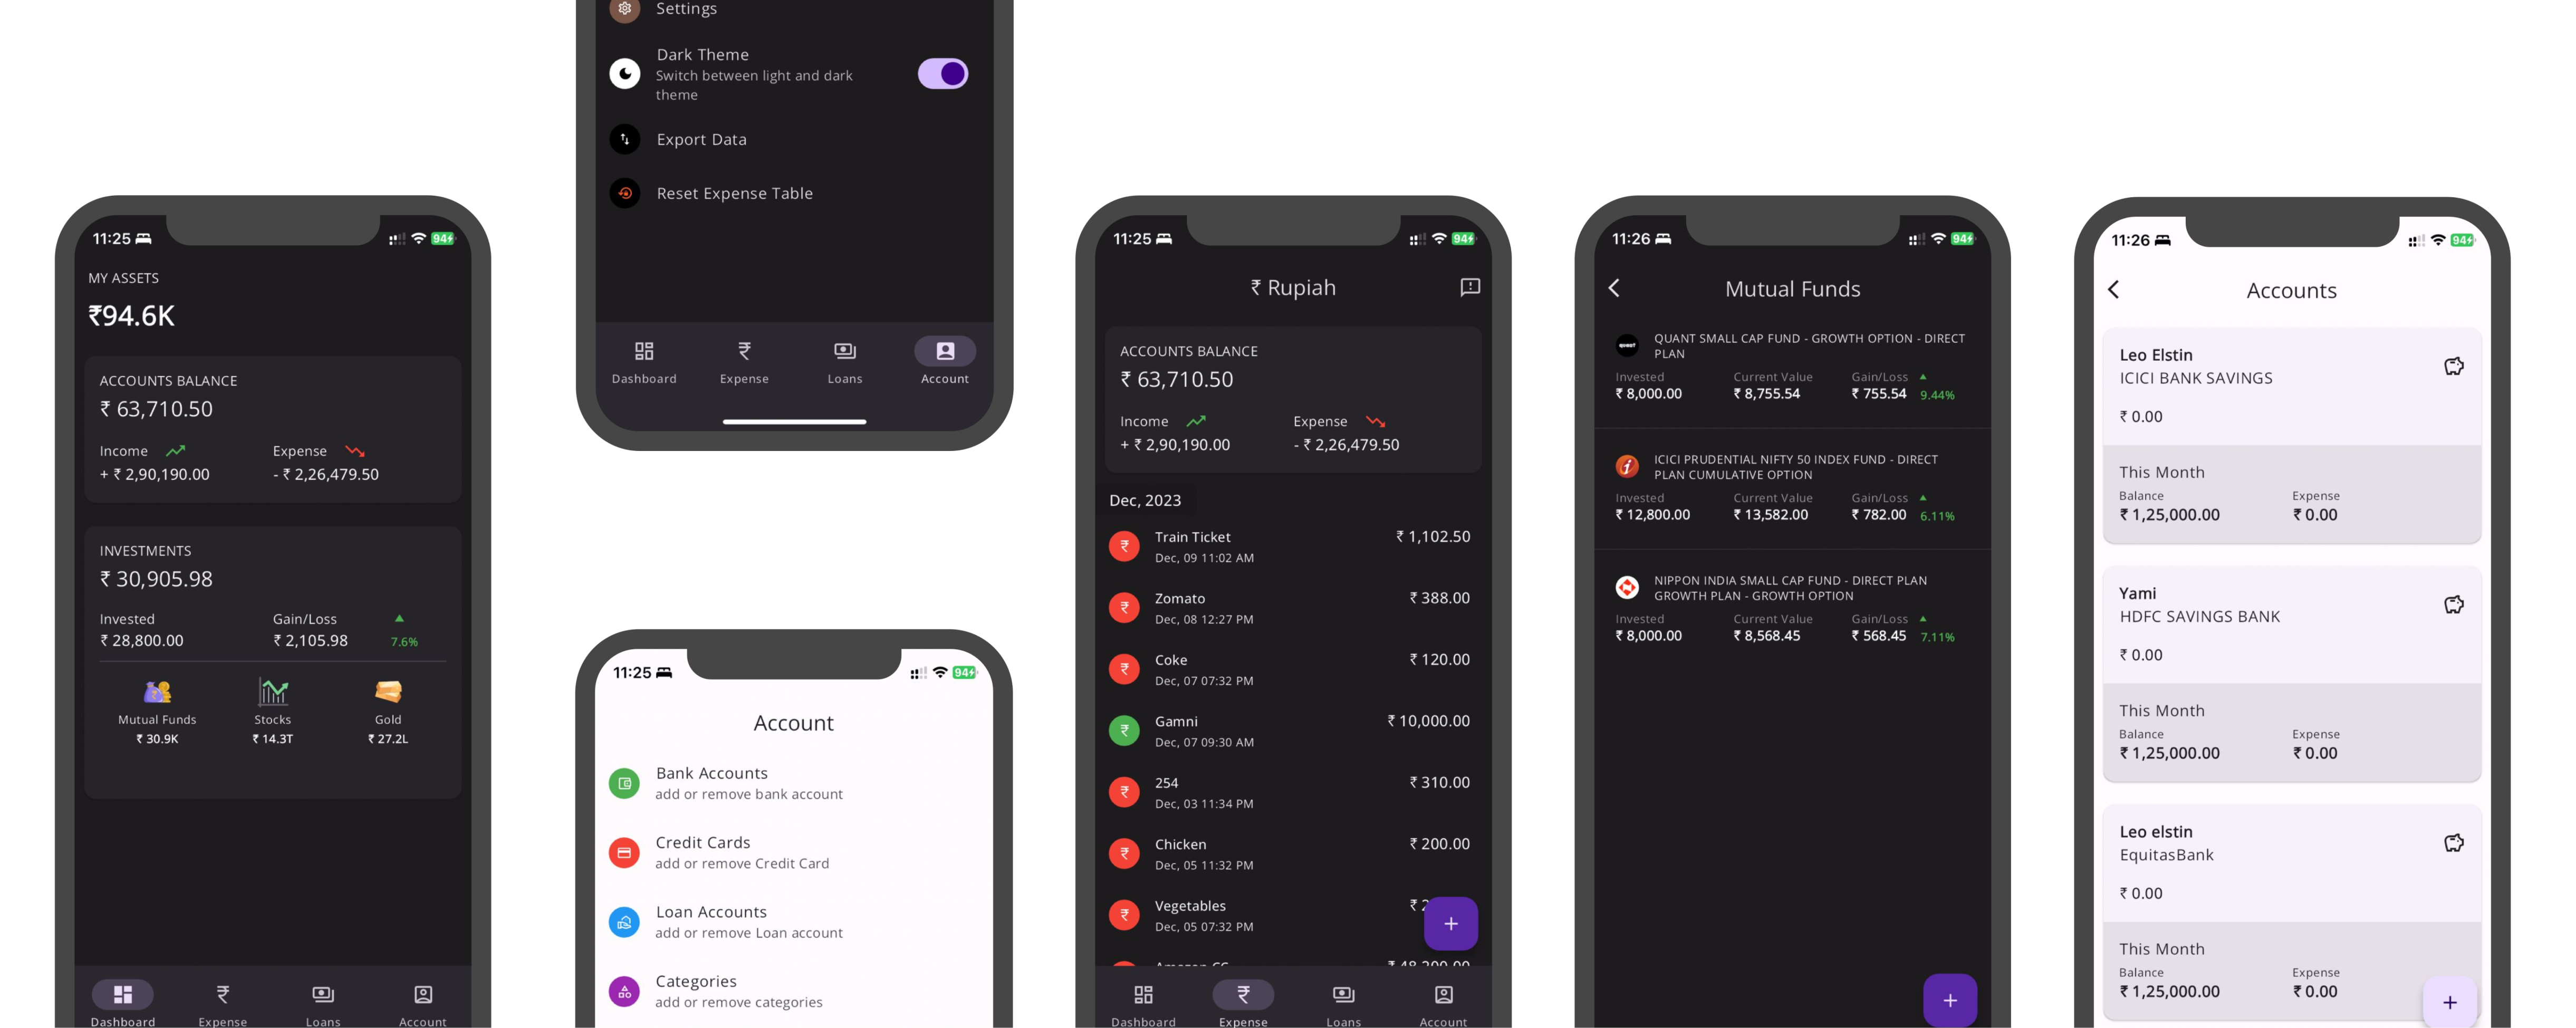 11:25
94
MY ASSETS
₹94.6K
ACCOUNTS BALANCE
₹ 63,710.50
Income
Expense
+ ₹ 2,90,190.00
- ₹ 2,26,479.50
INVESTMENTS
₹ 30,905.98
Invested
Gain/Loss
₹ 28,800.00
₹ 2,105.98
7.6%
Mutual Funds
Stocks
Gold
₹ 30.9K
₹ 14.3T
₹ 27.2L
Dashboard
Expense
Loans
Account
Settings
Dark Theme
Switch between light and dark
theme
Export Data
Reset Expense Table
Dashboard
Expense
Loans
Account
11:25
94
Account
Bank Accounts
add or remove bank account
Credit Cards
add or remove Credit Card
Loan Accounts
add or remove Loan account
Categories
add or remove categories
11:25
94
₹ Rupiah
ACCOUNTS BALANCE
₹ 63,710.50
Income
Expense
+ ₹ 2,90,190.00
- ₹ 2,26,479.50
Dec, 2023
Train Ticket
₹ 1,102.50
Dec, 09 11:02 AM
Zomato
₹ 388.00
Dec, 08 12:27 PM
Coke
₹ 120.00
Dec, 07 07:32 PM
Gamni
₹ 10,000.00
Dec, 07 09:30 AM
254
₹ 310.00
Dec, 03 11:34 PM
Chicken
₹ 200.00
Dec, 05 11:32 PM
Vegetables
Dec, 05 07:32 PM
Dashboard
Expense
Loans
Account
11:26
94
Mutual Funds
QUANT SMALL CAP FUND - GROWTH OPTION - DIRECT
PLAN
Invested
Current Value
Gain/Loss
₹ 8,000.00
₹ 8,755.54
₹ 755.54
9.44%
ICICI PRUDENTIAL NIFTY 50 INDEX FUND - DIRECT
PLAN CUMULATIVE OPTION
Invested
Current Value
Gain/Loss
₹ 12,800.00
₹ 13,582.00
₹ 782.00
6.11%
NIPPON INDIA SMALL CAP FUND - DIRECT PLAN
GROWTH PLAN - GROWTH OPTION
Invested
Current Value
Gain/Loss
₹ 8,000.00
₹ 8,568.45
₹ 568.45
7.11%
11:26
94
Accounts
Leo Elstin
ICICI BANK SAVINGS
₹ 0.00
This Month
Balance
Expense
₹ 1,25,000.00
₹ 0.00
Yami
HDFC SAVINGS BANK
₹ 0.00
This Month
Balance
Expense
₹ 1,25,000.00
₹ 0.00
Leo elstin
EquitasBank
₹ 0.00
This Month
Balance
Expense
₹ 1,25,000.00
₹ 0.00